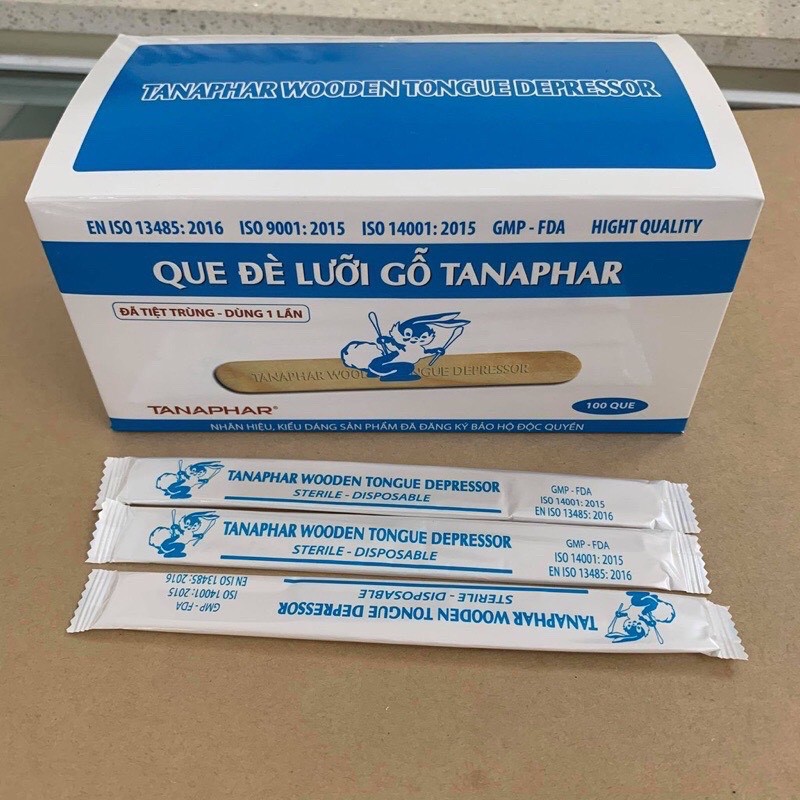 TANAPHAR WOODEN TONGUE DEPRESSOR
EN ISO 13485: 2016 ISO 9001: 2015 ISO 14001: 2015 GMP - FDA HIGHT QUALITY
QUE ĐÈ LƯỠI GỖ TANAPHAR
ĐÃ TIỆT TRÙNG - DÙNG 1 LẦN
TANAPHAR WOOD TONGUE DEPRESSOR
TANAPHAR®
100 QUE
NHÃN HIỆU, KIỂU DÁNG SẢN PHẨM ĐÃ ĐĂNG KÝ BẢO HỘ ĐỘC QUYỀN
TANAPHAR WOODEN TONGUE DEPRESSOR
STERILE - DISPOSABLE
GMP - FDA
ISO 14001: 2015
EN ISO 13485: 2016
TANAPHAR WOODEN TONGUE DEPRESSOR
STERILE - DISPOSABLE
GMP - FDA
ISO 14001: 2015
EN ISO 13485: 2016
TANAPHAR WOODEN TONGUE DEPRESSOR
STERILE - DISPOSABLE
GMP - FDA
ISO 14001: 2015
EN ISO 13485: 2016